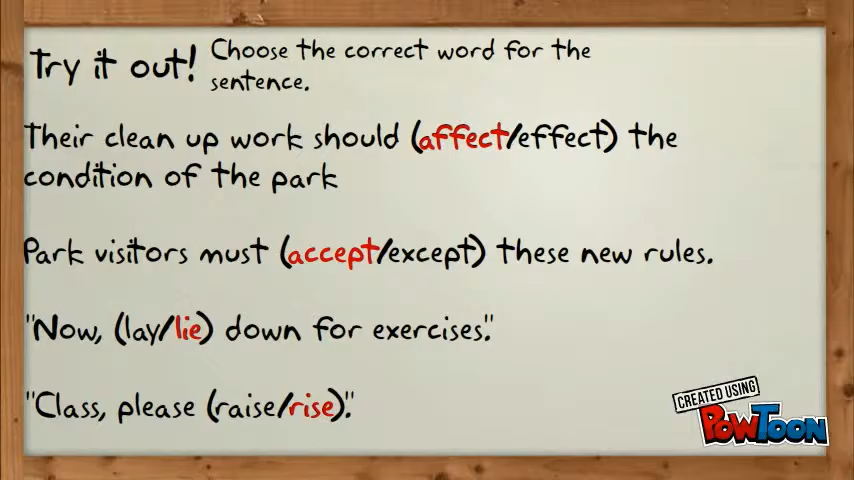 Try it out! Choose the correct word for the
sentence.
Their clean up work should (affect/effect) the
condition of the park
Park visitors must (accept/except) these new rules.
"Now, (lay/lie) down for exercises."
"Class, please (raise/rise)."
CREATED USING
POWTOON